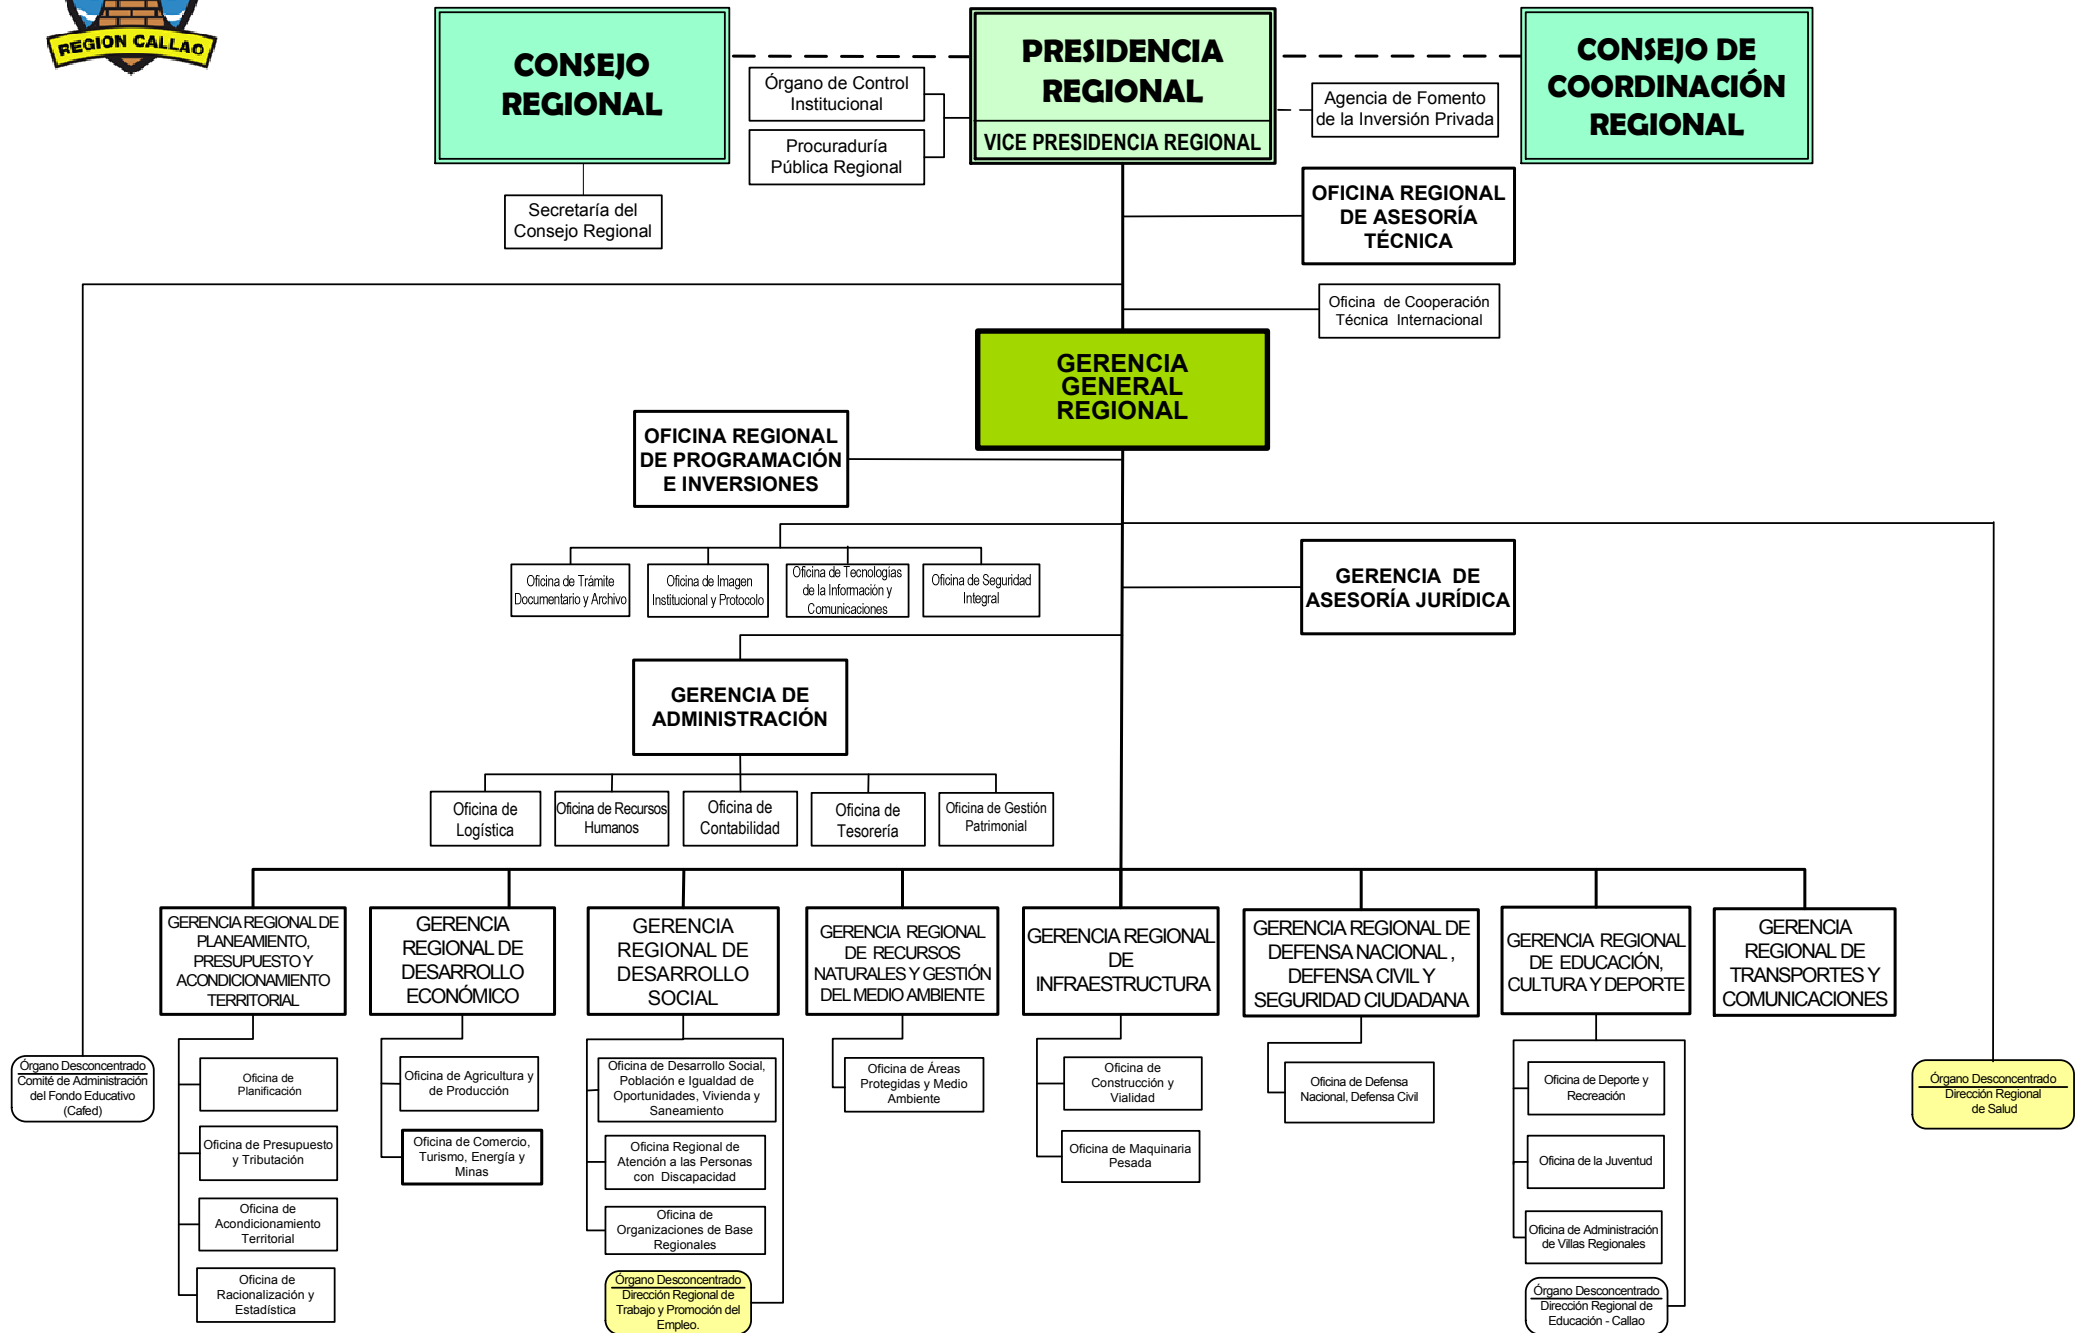 REGION CALLAO
CONSEJO
REGIONAL
PRESIDENCIA
REGIONAL
VICE PRESIDENCIA REGIONAL
CONSEJO DE
COORDINACIÓN
REGIONAL
Órgano de Control
Institucional
Procuraduría
Pública Regional
Agencia de Fomento
de la Inversión Privada
Secretaría del
Consejo Regional
OFICINA REGIONAL
DE ASESORÍA
TÉCNICA
Oficina de Cooperación
Técnica Internacional
GERENCIA
GENERAL
REGIONAL
OFICINA REGIONAL
DE PROGRAMACIÓN
E INVERSIONES
Oficina de Trámite
Documentario y Archivo
Oficina de Imagen
Institucional y Protocolo
Oficina de Tecnologías
de la Información y
Comunicaciones
Oficina de Seguridad
Integral
GERENCIA DE
ASESORÍA JURÍDICA
GERENCIA DE
ADMINISTRACIÓN
Oficina de
Logística
Oficina de Recursos
Humanos
Oficina de
Contabilidad
Oficina de
Tesorería
Oficina de Gestión
Patrimonial
GERENCIA REGIONAL DE
PLANEAMIENTO,
PRESUPUESTO Y
ACONDICIONAMIENTO
TERRITORIAL
GERENCIA
REGIONAL DE
DESARROLLO
ECONÓMICO
GERENCIA
REGIONAL DE
DESARROLLO
SOCIAL
GERENCIA REGIONAL
DE RECURSOS
NATURALES Y GESTIÓN
DEL MEDIO AMBIENTE
GERENCIA REGIONAL
DE
INFRAESTRUCTURA
GERENCIA REGIONAL DE
DEFENSA NACIONAL ,
DEFENSA CIVIL Y
SEGURIDAD CIUDADANA
GERENCIA REGIONAL
DE EDUCACIÓN,
CULTURA Y DEPORTE
GERENCIA
REGIONAL DE
TRANSPORTES Y
COMUNICACIONES
Órgano Desconcentrado
Comité de Administración
del Fondo Educativo
(Cafed)
Oficina de
Planificación
Oficina de Presupuesto
y Tributación
Oficina de
Acondicionamiento
Territorial
Oficina de
Racionalización y
Estadística
Oficina de Agricultura y
de Producción
Oficina de Comercio,
Turismo, Energía y
Minas
Oficina de Desarrollo Social,
Población e Igualdad de
Oportunidades, Vivienda y
Saneamiento
Oficina Regional de
Atención a las Personas
con Discapacidad
Oficina de
Organizaciones de Base
Regionales
Órgano Desconcentrado
Dirección Regional de
Trabajo y Promoción del
Empleo.
Oficina de Áreas
Protegidas y Medio
Ambiente
Oficina de
Construcción y
Vialidad
Oficina de Maquinaria
Pesada
Oficina de Defensa
Nacional, Defensa Civil
Oficina de Deporte y
Recreación
Oficina de la Juventud
Oficina de Administración
de Villas Regionales
Órgano Desconcentrado
Dirección Regional de
Educación - Callao
Órgano Desconcentrado
Dirección Regional
de Salud